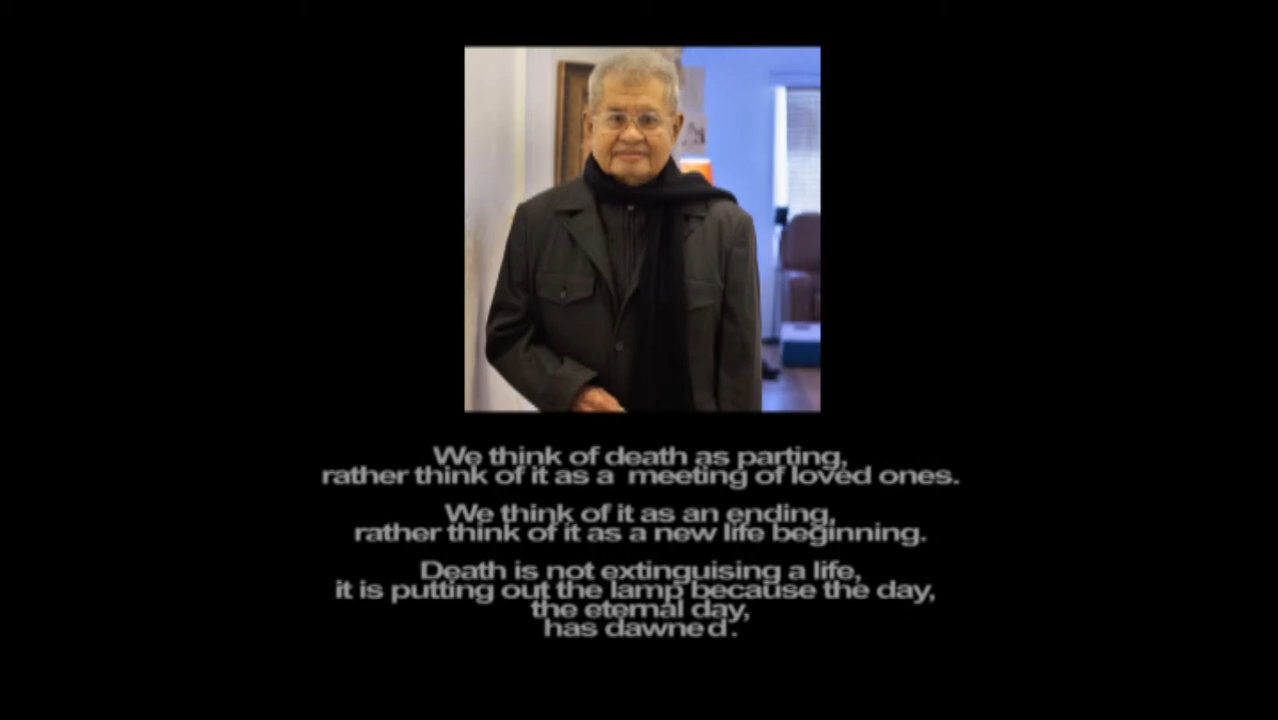 We think of death as parting,
rather think of it as a meeting of loved ones.
We think of it as an ending,
rather think of it as a new life beginning.
Death is not extinguising a life,
it is putting out the lamp because the day,
the eternal day,
has dawned.